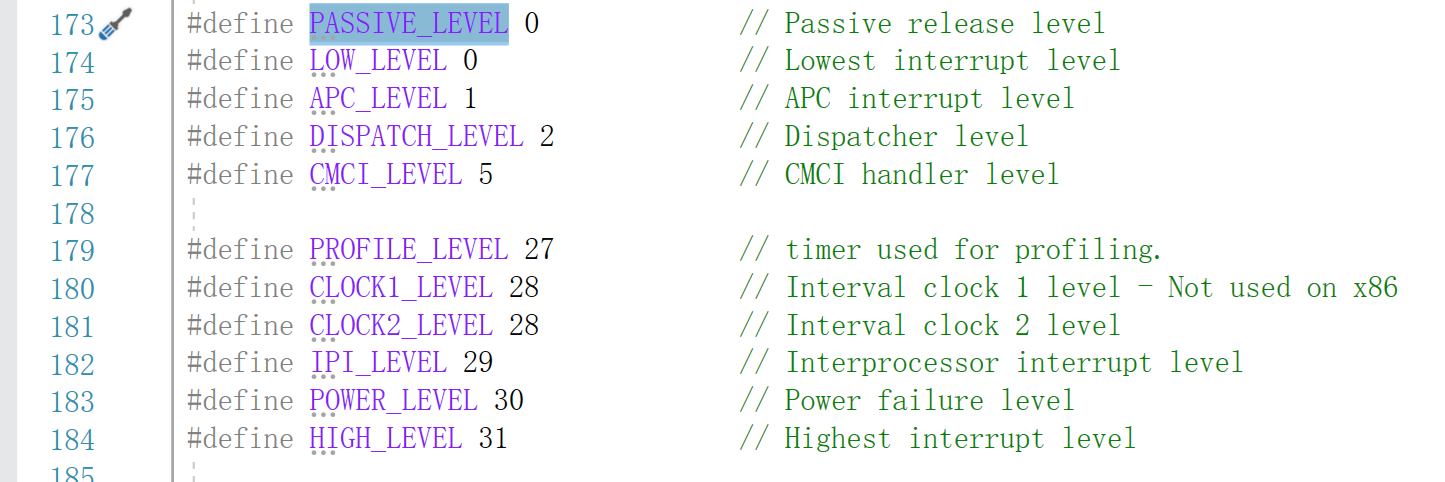 173 #define PASSIVE_LEVEL 0 // Passive release level
174 #define LOW_LEVEL 0 // Lowest interrupt level
175 #define APC_LEVEL 1 // APC interrupt level
176 #define DISPATCH_LEVEL 2 // Dispatcher level
177 #define CMCI_LEVEL 5 // CMCI handler level
178
179 #define PROFILE_LEVEL 27 // timer used for profiling.
180 #define CLOCK1_LEVEL 28 // Interval clock 1 level - Not used on x86
181 #define CLOCK2_LEVEL 28 // Interval clock 2 level
182 #define IPI_LEVEL 29 // Interprocessor interrupt level
183 #define POWER_LEVEL 30 // Power failure level
184 #define HIGH_LEVEL 31 // Highest interrupt level
185